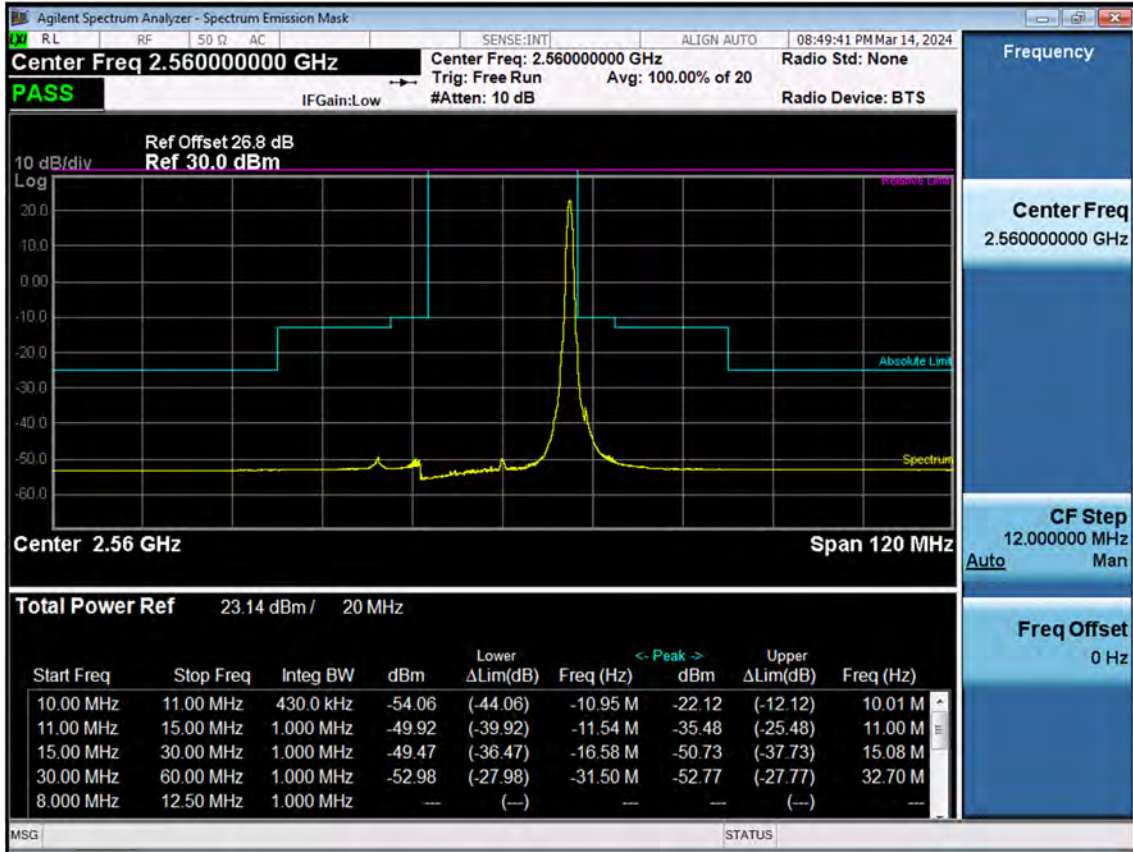 Agilent Spectrum Analyzer - Spectrum Emission Mask
LXI RL RF 50 Ω AC SENSE:INT ALIGN AUTO 08:49:41 PM Mar 14, 2024
Center Freq 2.560000000 GHz
PASS
IFGain:Low
Center Freq: 2.560000000 GHz
Trig: Free Run Avg: 100.00% of 20
#Atten: 10 dB
Radio Std: None
Radio Device: BTS
Frequency
Ref Offset 26.8 dB
10 dB/div Ref 30.0 dBm
Log
Relative Limit
20.0
10.0
0.00
-10.0
-20.0
Absolute Limit
-30.0
-40.0
-50.0
Spectrum
-60.0
Center 2.56 GHz Span 120 MHz
Center Freq
2.560000000 GHz
CF Step
12.000000 MHz
Auto Man
Freq Offset
0 Hz
Total Power Ref 23.14 dBm / 20 MHz
Lower <- Peak -> Upper
Start Freq Stop Freq Integ BW dBm ΔLim(dB) Freq (Hz) dBm ΔLim(dB) Freq (Hz)
10.00 MHz 11.00 MHz 430.0 kHz -54.06 (-44.06) -10.95 M -22.12 (-12.12) 10.01 M
11.00 MHz 15.00 MHz 1.000 MHz -49.92 (-39.92) -11.54 M -35.48 (-25.48) 11.00 M
15.00 MHz 30.00 MHz 1.000 MHz -49.47 (-36.47) -16.58 M -50.73 (-37.73) 15.08 M
30.00 MHz 60.00 MHz 1.000 MHz -52.98 (-27.98) -31.50 M -52.77 (-27.77) 32.70 M
8.000 MHz 12.50 MHz 1.000 MHz --- (---) --- --- (---) ---
MSG STATUS